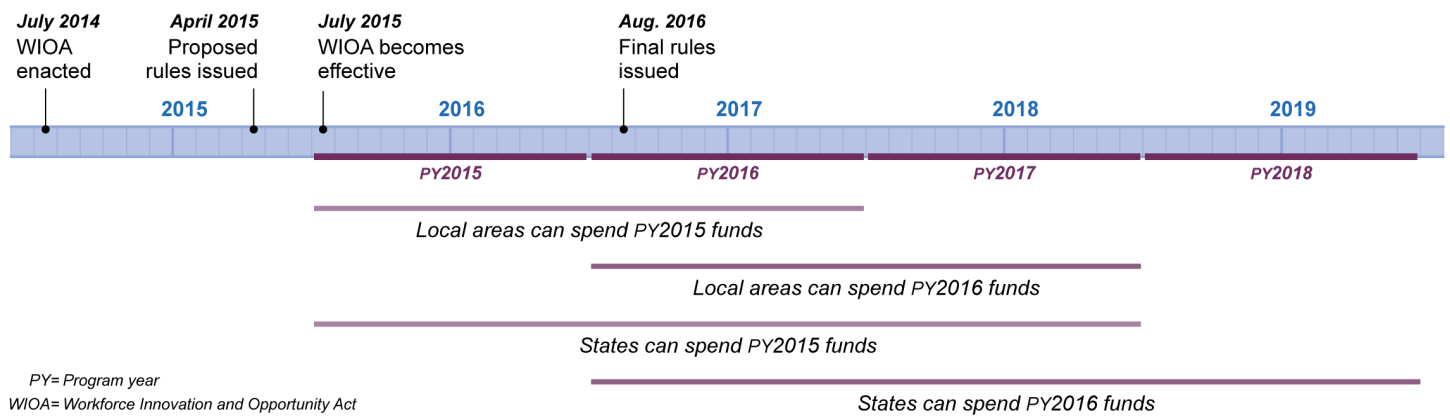 July 2014
WIOA
enacted
April 2015
Proposed
rules issued
July 2015
WIOA becomes
effective
Aug. 2016
Final rules
issued
2015
2016
2017
2018
2019
PY2015
PY2016
PY2017
PY2018
Local areas can spend PY2015 funds
Local areas can spend PY2016 funds
States can spend PY2015 funds
States can spend PY2016 funds
PY= Program year
WIOA= Workforce Innovation and Opportunity Act